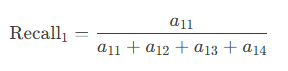 Recall₁ = a₁₁ / (a₁₁ + a₁₂ + a₁₃ + a₁₄)